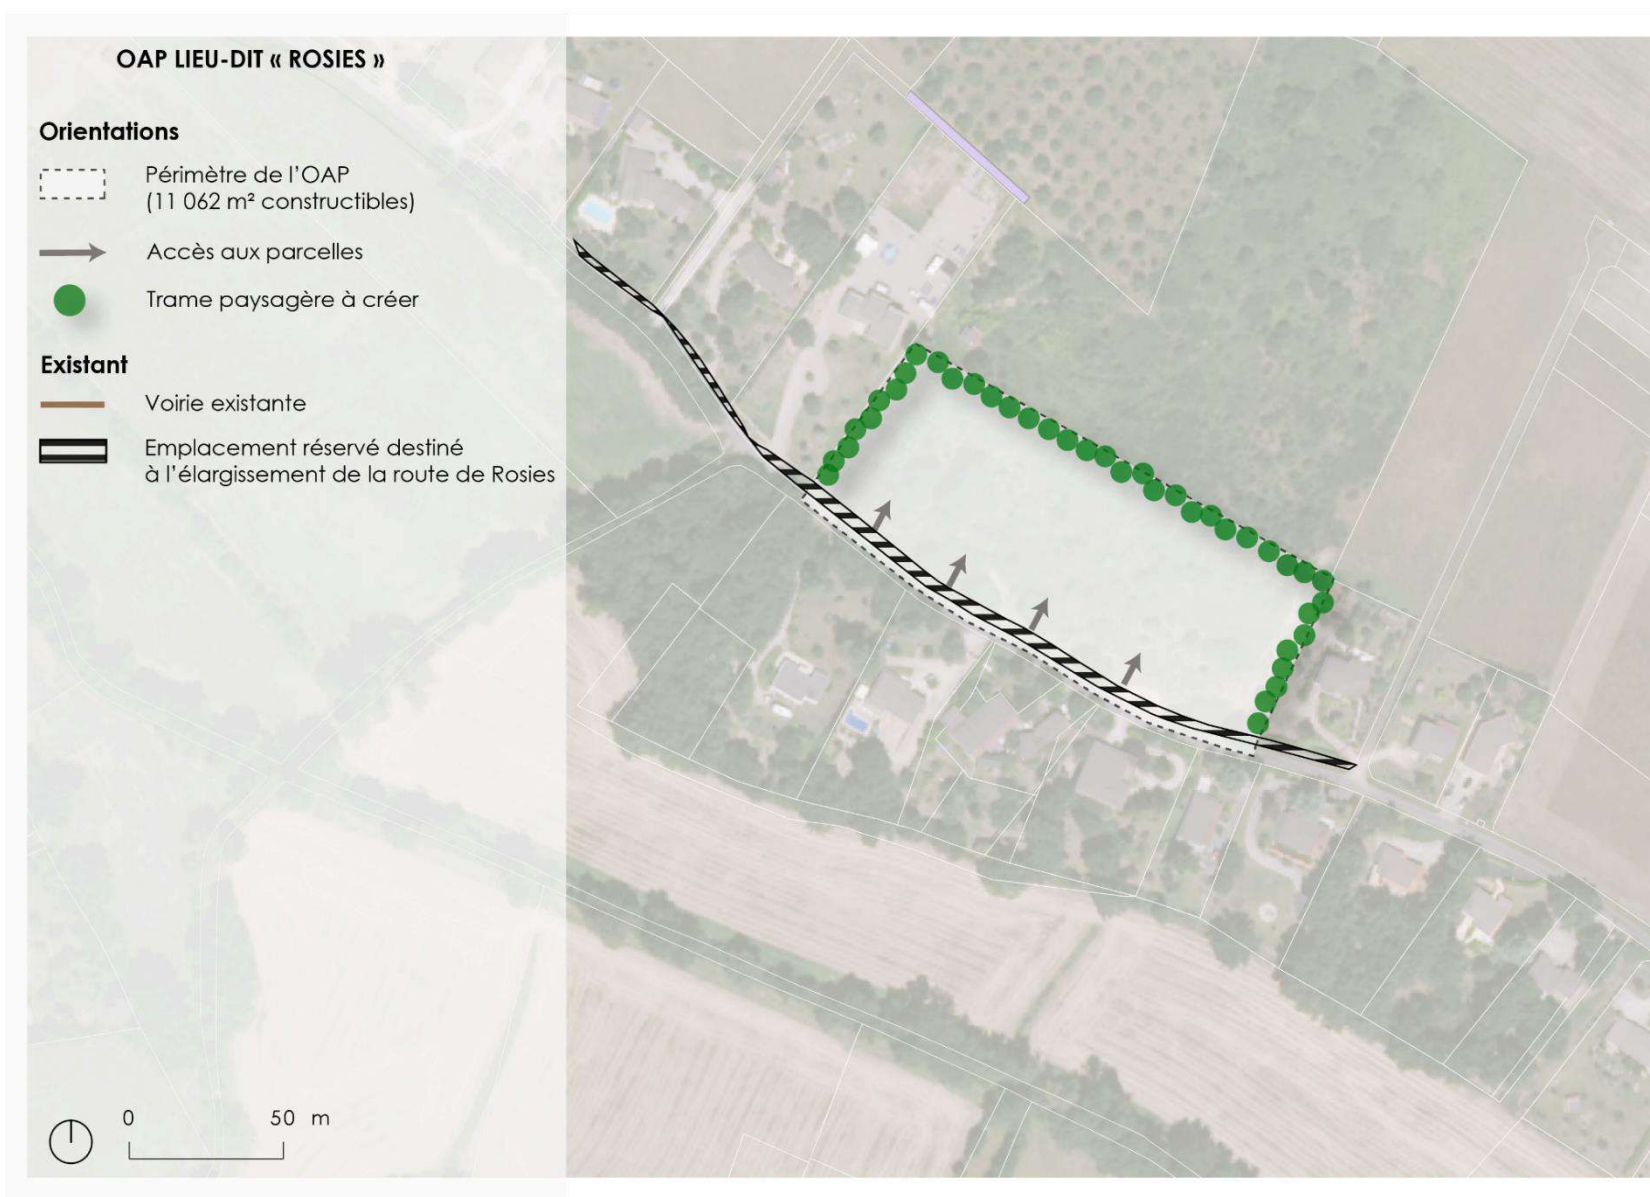 OAP LIEU-DIT « ROSIES »
Orientations
Périmètre de l'OAP
(11 062 m² constructibles)
Accès aux parcelles
Trame paysagère à créer
Existant
Voirie existante
Emplacement réservé destiné
à l'élargissement de la route de Rosies
0 50 m